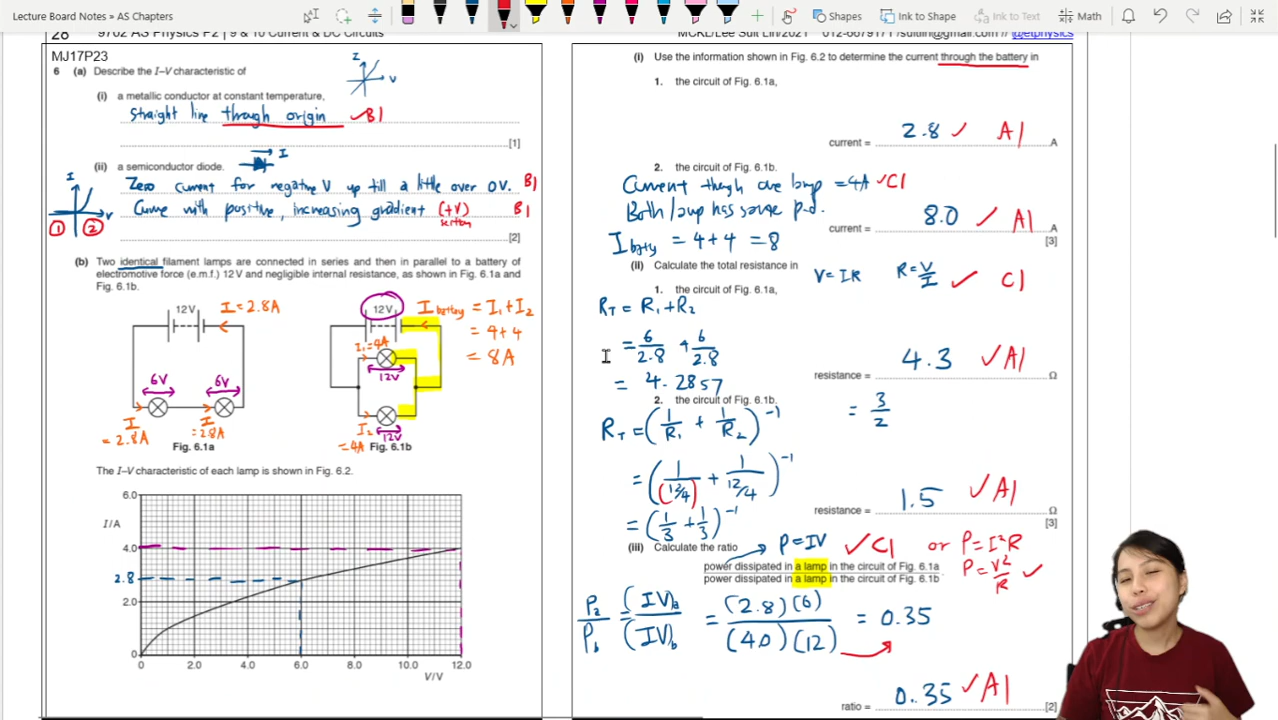 Lecture Board Notes » AS Chapters
Shapes
Ink to Shape
Ink to Text
Math
28 9702 AS Physics P2 | 9 & 10 Current & DC Circuits
MCRL/Lee Suit Lin/2021
MJ17P23
6 (a) Describe the I–V characteristic of
I
V
(i) a metallic conductor at constant temperature,
Straight line through origin ✓B1
[1]
(ii) a semiconductor diode.
I
I
V
Zero current for negative V up till a little over 0V. B1
Curve with positive, increasing gradient (+V) B1
1 2
[2]
(b) Two identical filament lamps are connected in series and then in parallel to a battery of
electromotive force (e.m.f.) 12V and negligible internal resistance, as shown in Fig. 6.1a and
Fig. 6.1b.
12V
I = 2.8A
6V 6V
I = 2.8A
I = 2.8A
Fig. 6.1a
12V
I battery = I1 + I2
= 4+4
= 8A
I1 = 4A
12V
I2 = 4A
12V
Fig. 6.1b
The I–V characteristic of each lamp is shown in Fig. 6.2.
6.0
I/A
4.0
2.8
2.0
0
0 2.0 4.0 6.0 8.0 10.0 12.0
V/V
(i) Use the information shown in Fig. 6.2 to determine the current through the battery in
1. the circuit of Fig. 6.1a,
current = 2.8 A ✓ A1
2. the circuit of Fig. 6.1b.
Current though one lamp = 4A ✓C1
Both lamp has same p.d.
current = 8.0 A ✓ A1
I batty = 4+4 = 8
[3]
(ii) Calculate the total resistance in
V = IR R = V/I ✓ C1
1. the circuit of Fig. 6.1a,
RT = R1 + R2
= 6/2.8 + 6/2.8
= 4.2857
resistance = 4.3 Ω ✓A1
2. the circuit of Fig. 6.1b.
RT = (1/R1 + 1/R2)⁻¹
= 3/2
= (1/(12/4) + 1/(12/4))⁻¹
= (1/3 + 1/3)⁻¹
resistance = 1.5 Ω ✓A1
[3]
(iii) Calculate the ratio
P = IV ✓C1 or P = I²R
P = V²/R ✓
power dissipated in a lamp in the circuit of Fig. 6.1a
power dissipated in a lamp in the circuit of Fig. 6.1b
Pa/Pb = (IV)a/(IV)b = (2.8)(6)/(4.0)(12) = 0.35
ratio = 0.35 ✓A1 [2]